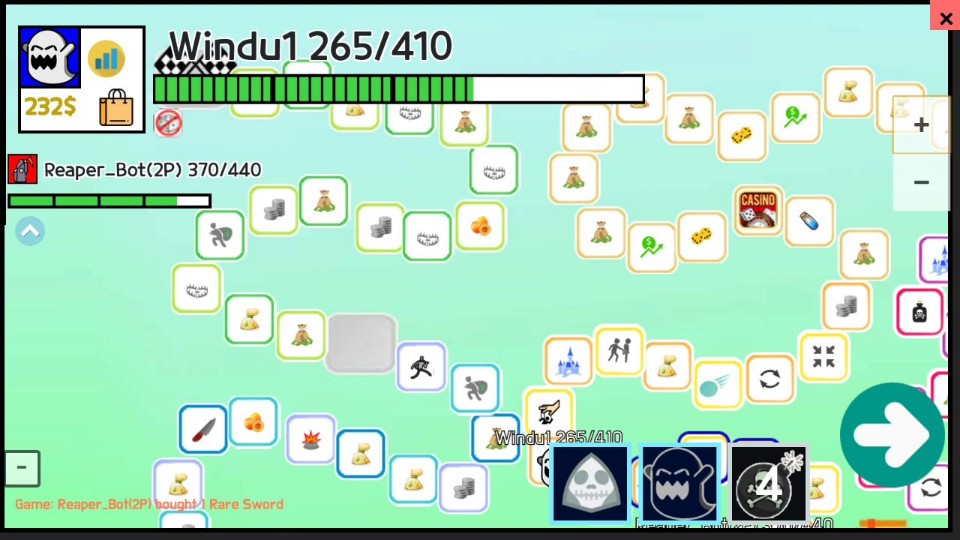 Windu1 265/410
232$
Reaper_Bot(2P) 370/440
CASINO
Windu1 265/410
4
Game: Reaper_Bot(2P) bought 1 Rare Sword